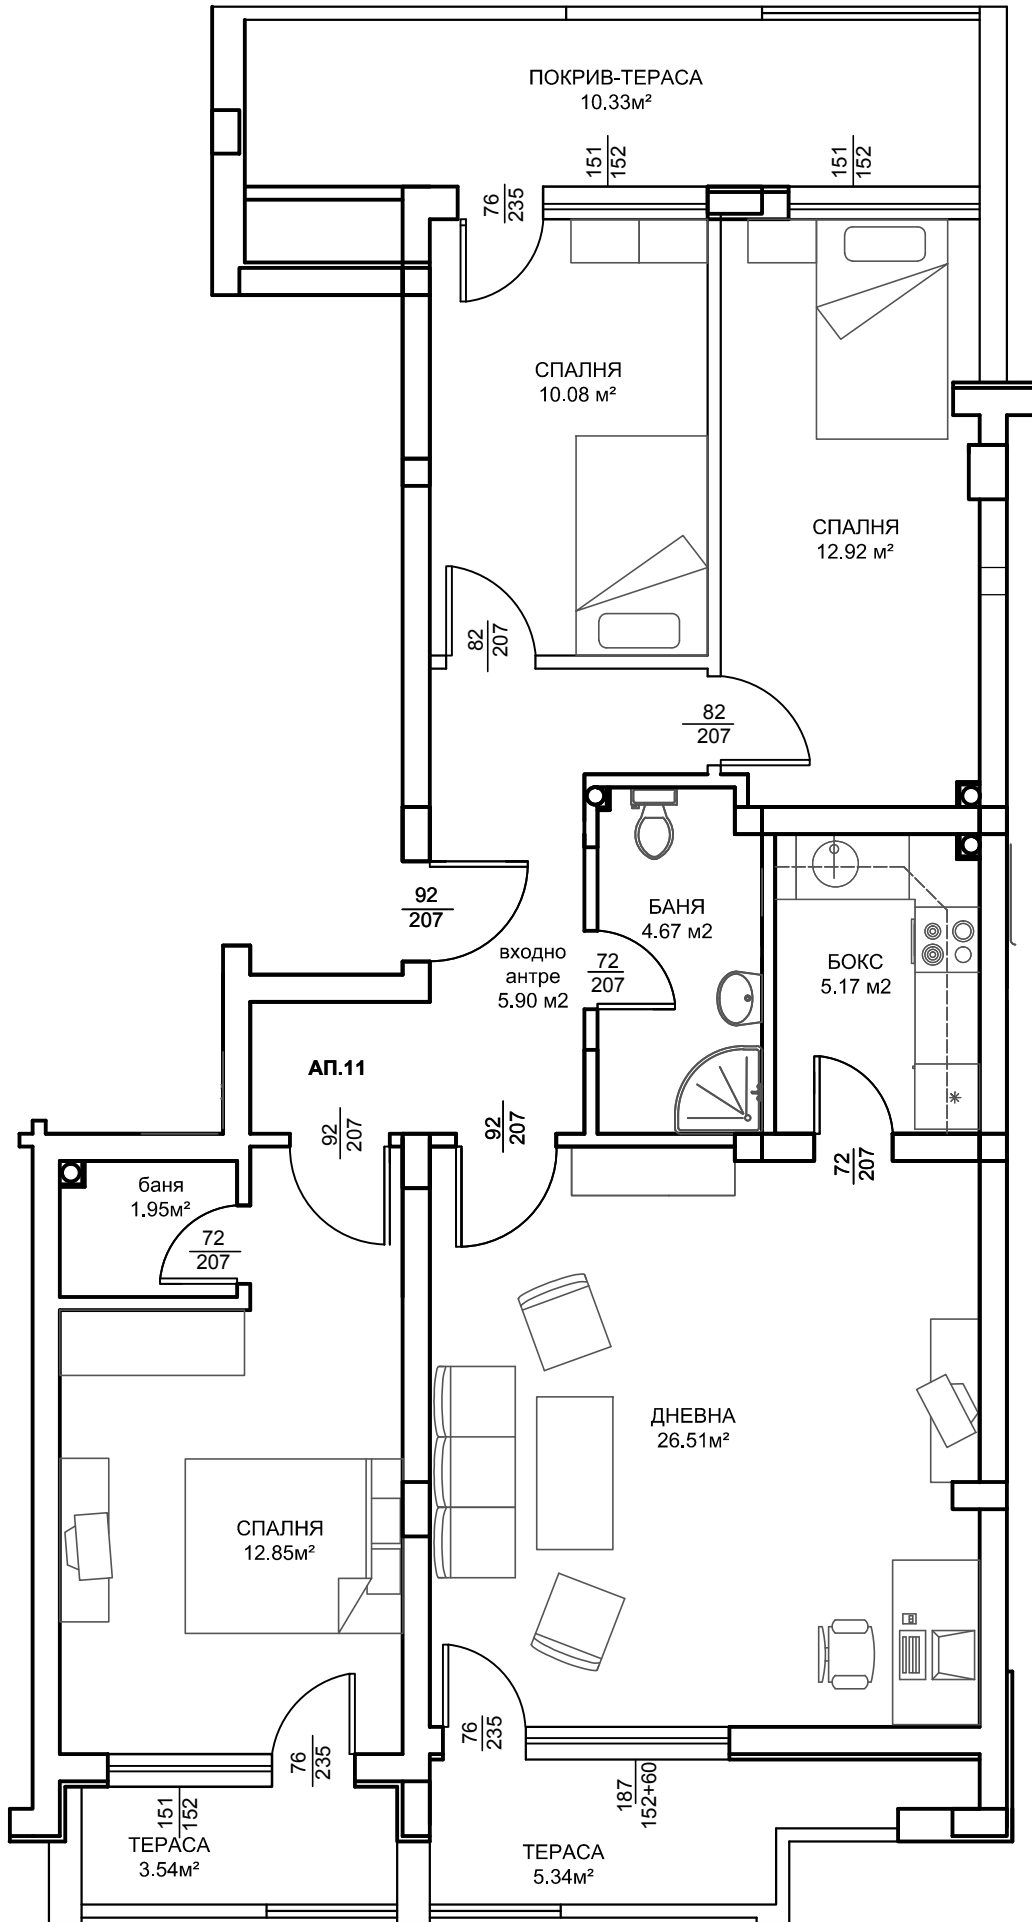 ПОКРИВ-ТЕРАСА
10.33м²
151
152
151
152
76
235
СПАЛНЯ
10.08 м²
СПАЛНЯ
12.92 м²
82
207
82
207
92
207
БАНЯ
4.67 м2
входно
антре
5.90 м2
72
207
БОКС
5.17 м2
АП.11
92
207
92
207
72
207
баня
1.95м²
72
207
ДНЕВНА
26.51м²
СПАЛНЯ
12.85м²
76
235
76
235
151
152
187
152+60
ТЕРАСА
3.54м²
ТЕРАСА
5.34м²